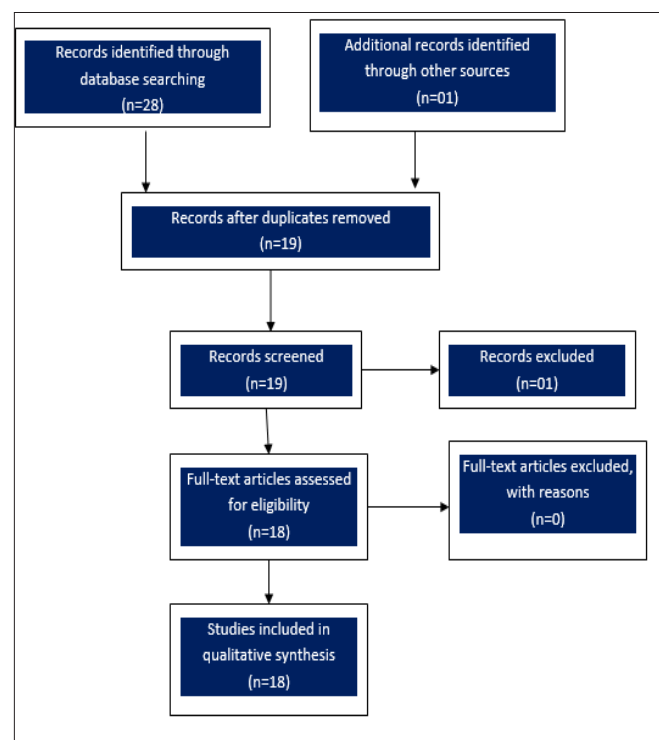 Records identified through
database searching
(n=28)
Additional records identified
through other sources
(n=01)
Records after duplicates removed
(n=19)
Records screened
(n=19)
Records excluded
(n=01)
Full-text articles assessed
for eligibility
(n=18)
Full-text articles excluded,
with reasons
(n=0)
Studies included in
qualitative synthesis
(n=18)